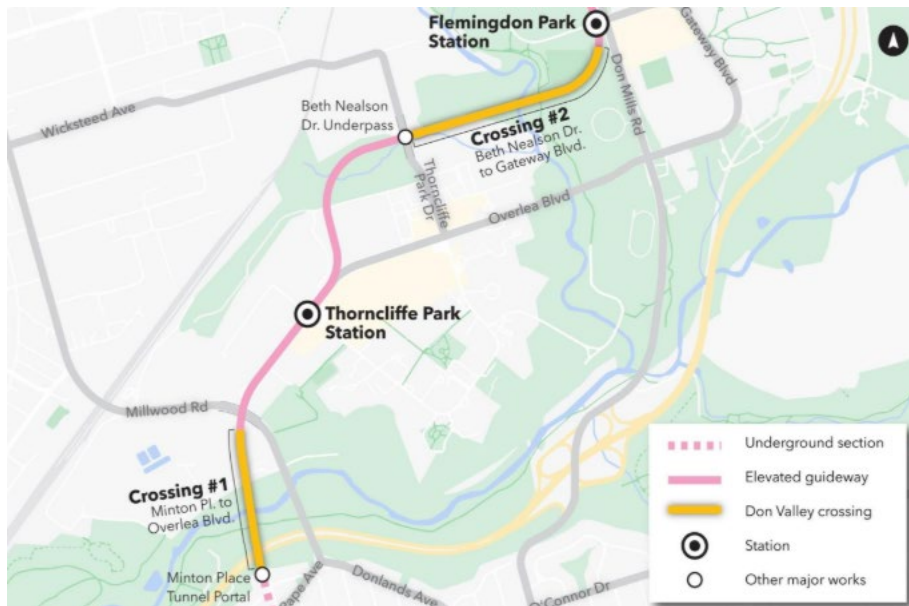 Flemingdon Park
Station
Gateway Blvd
Don Mills Rd
Wicksteed Ave
Beth Nealson
Dr. Underpass
Crossing #2
Beth Nealson Dr.
to Gateway Blvd.
Thorncliffe
Park Dr
Overlea Blvd
Thorncliffe Park
Station
Millwood Rd
Crossing #1
Minton Pl. to
Overlea Blvd.
Minton Place
Tunnel Portal
Pape Ave
Donlands Ave
O'Connor Dr
Underground section
Elevated guideway
Don Valley crossing
Station
Other major works